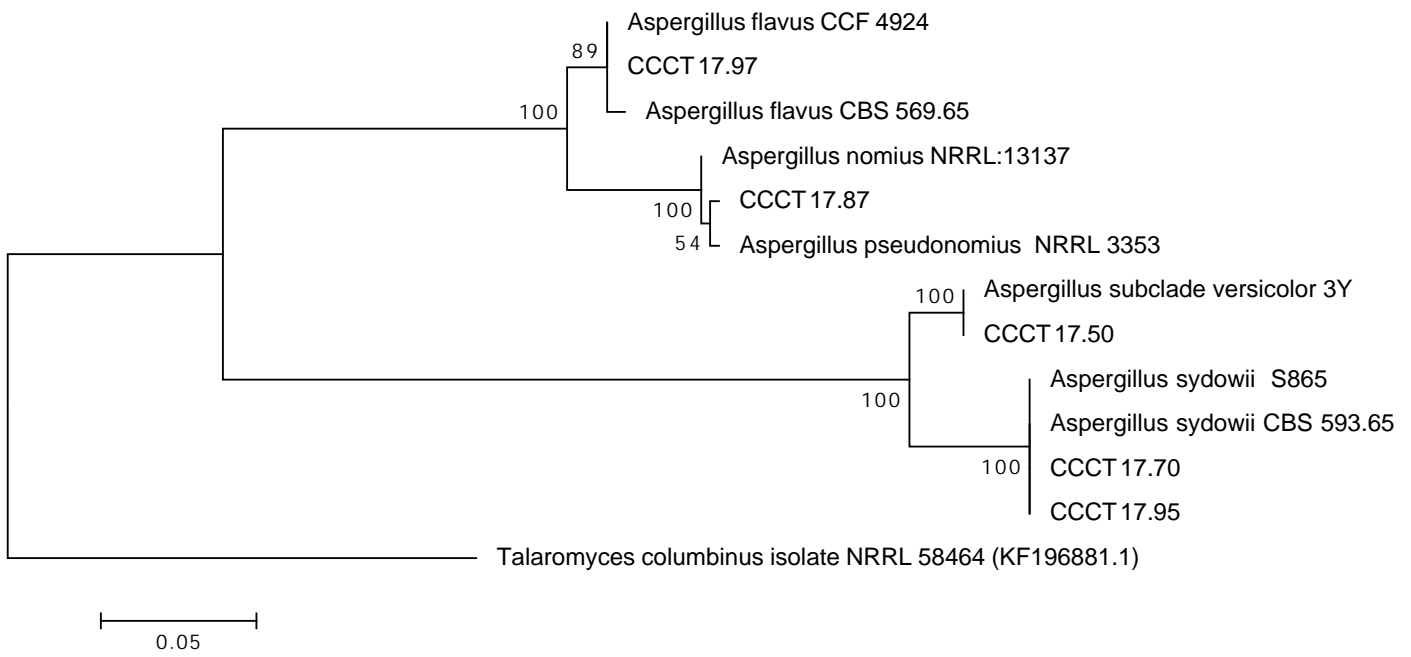 Aspergillus flavus CCF 4924
89
CCCT 17.97
100
Aspergillus flavus CBS 569.65
Aspergillus nomius NRRL:13137
CCCT 17.87
100
54
Aspergillus pseudonomius NRRL 3353
Aspergillus subclade versicolor 3Y
100
CCCT 17.50
Aspergillus sydowii S865
100
Aspergillus sydowii CBS 593.65
CCCT 17.70
100
CCCT 17.95
Talaromyces columbinus isolate NRRL 58464 (KF196881.1)
0.05